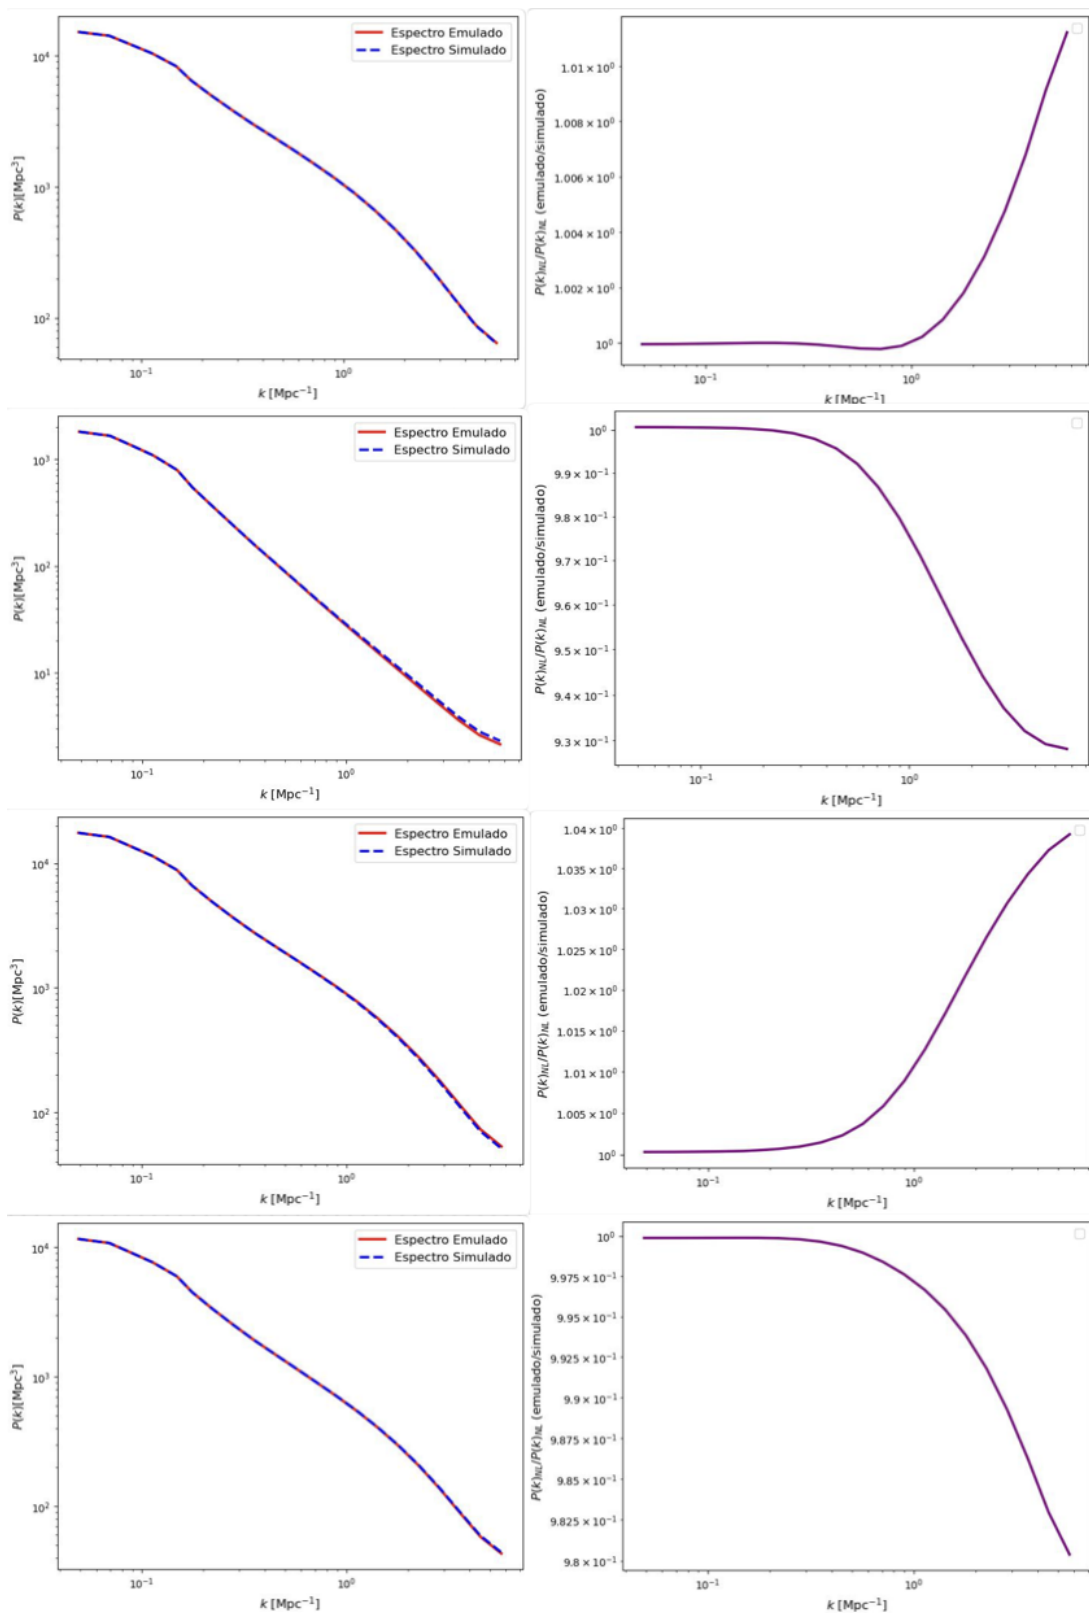 Espectro Emulado
Espectro Simulado
10⁴
10³
10²
P(k)[Mpc³]
10⁻¹
10⁰
k [Mpc⁻¹]
1.01 × 10⁰
1.008 × 10⁰
1.006 × 10⁰
1.004 × 10⁰
1.002 × 10⁰
10⁰
P(k)NL/P(k)NL (emulado/simulado)
10⁻¹
10⁰
k [Mpc⁻¹]
Espectro Emulado
Espectro Simulado
10³
10²
10¹
P(k)[Mpc³]
10⁻¹
10⁰
k [Mpc⁻¹]
10⁰
9.9 × 10⁻¹
9.8 × 10⁻¹
9.7 × 10⁻¹
9.6 × 10⁻¹
9.5 × 10⁻¹
9.4 × 10⁻¹
9.3 × 10⁻¹
P(k)NL/P(k)NL (emulado/simulado)
10⁻¹
10⁰
k [Mpc⁻¹]
Espectro Emulado
Espectro Simulado
10⁴
10³
10²
P(k)[Mpc³]
10⁻¹
10⁰
k [Mpc⁻¹]
1.04 × 10⁰
1.035 × 10⁰
1.03 × 10⁰
1.025 × 10⁰
1.02 × 10⁰
1.015 × 10⁰
1.01 × 10⁰
1.005 × 10⁰
10⁰
P(k)NL/P(k)NL (emulado/simulado)
10⁻¹
10⁰
k [Mpc⁻¹]
Espectro Emulado
Espectro Simulado
10⁴
10³
10²
P(k)[Mpc³]
10⁻¹
10⁰
k [Mpc⁻¹]
10⁰
9.975 × 10⁻¹
9.95 × 10⁻¹
9.925 × 10⁻¹
9.9 × 10⁻¹
9.875 × 10⁻¹
9.85 × 10⁻¹
9.825 × 10⁻¹
9.8 × 10⁻¹
P(k)NL/P(k)NL (emulado/simulado)
10⁻¹
10⁰
k [Mpc⁻¹]